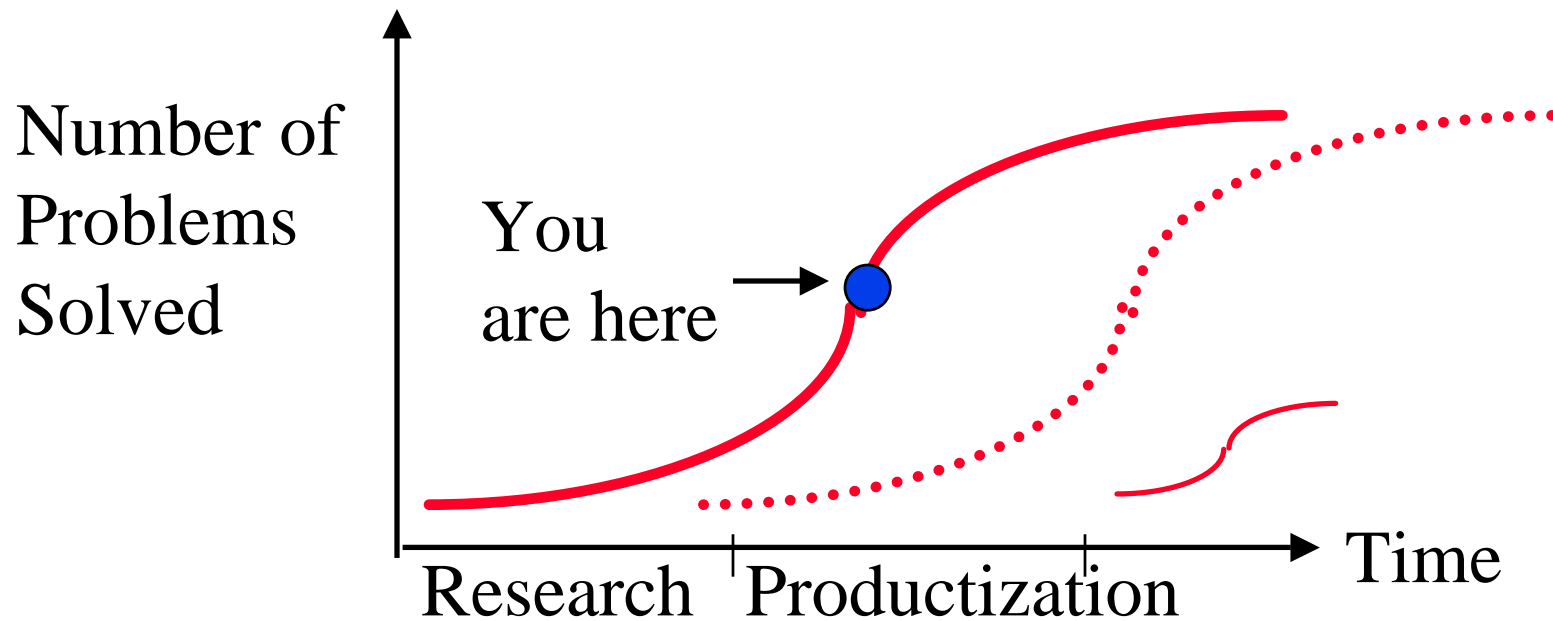 Number of
Problems
Solved
You
are here
Time
Research Productization